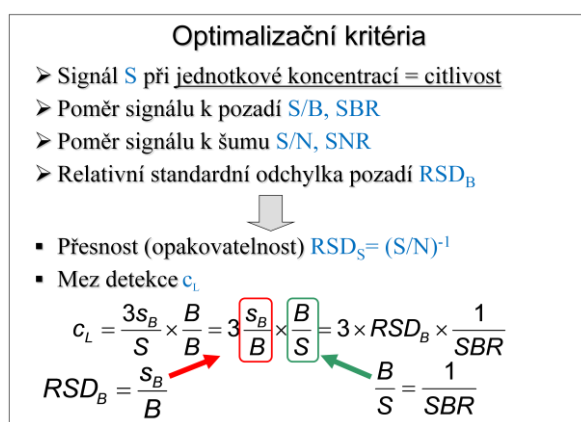 Optimalizační kritéria
➢ Signál S při jednotkové koncentrací = citlivost
➢ Poměr signálu k pozadí S/B, SBR
➢ Poměr signálu k šumu S/N, SNR
➢ Relativní standardní odchylka pozadí RSD_B
▪ Přesnost (opakovatelnost) RSD_S= (S/N)^-1
▪ Mez detekce c_L
c_L = 3s_B/S × B/B = 3 s_B/B × B/S = 3 × RSD_B × 1/SBR
RSD_B = s_B/B
B/S = 1/SBR